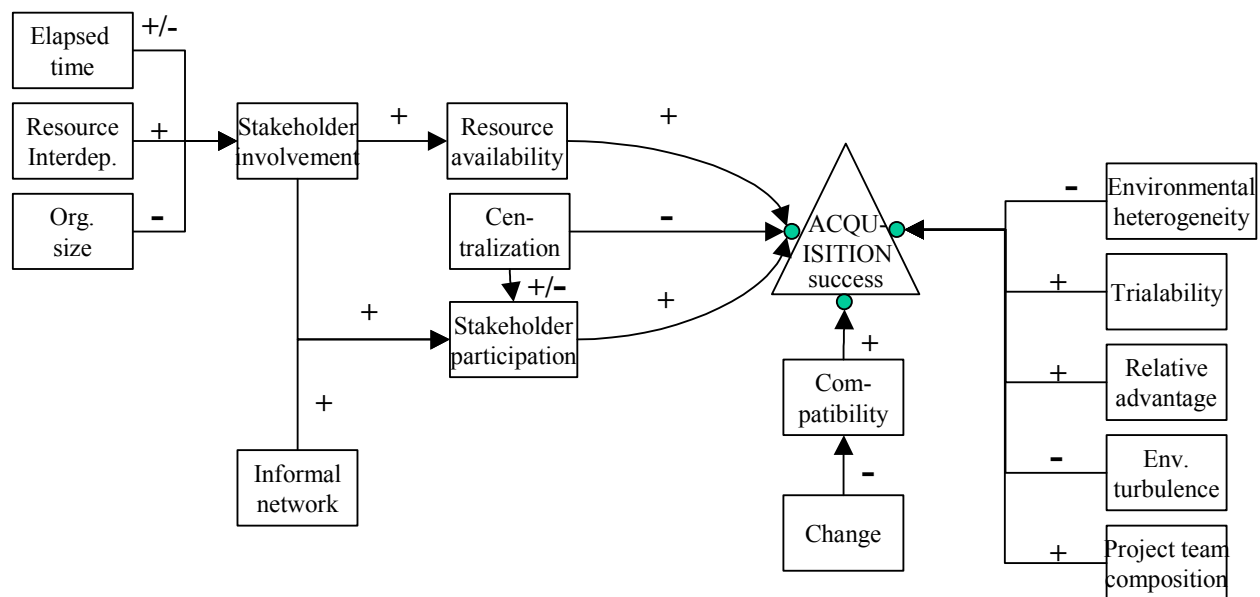 Elapsed
time
+/-
Resource
Interdep.
+
Org.
size
-
Stakeholder
involvement
+
Resource
availability
+
Cen-
tralization
-
+/-
Stakeholder
participation
+
+
+
Informal
network
ACQU-
ISITION
success
+
Com-
patibility
-
Change
-
Environmental
heterogeneity
+
Trialability
+
Relative
advantage
-
Env.
turbulence
+
Project team
composition